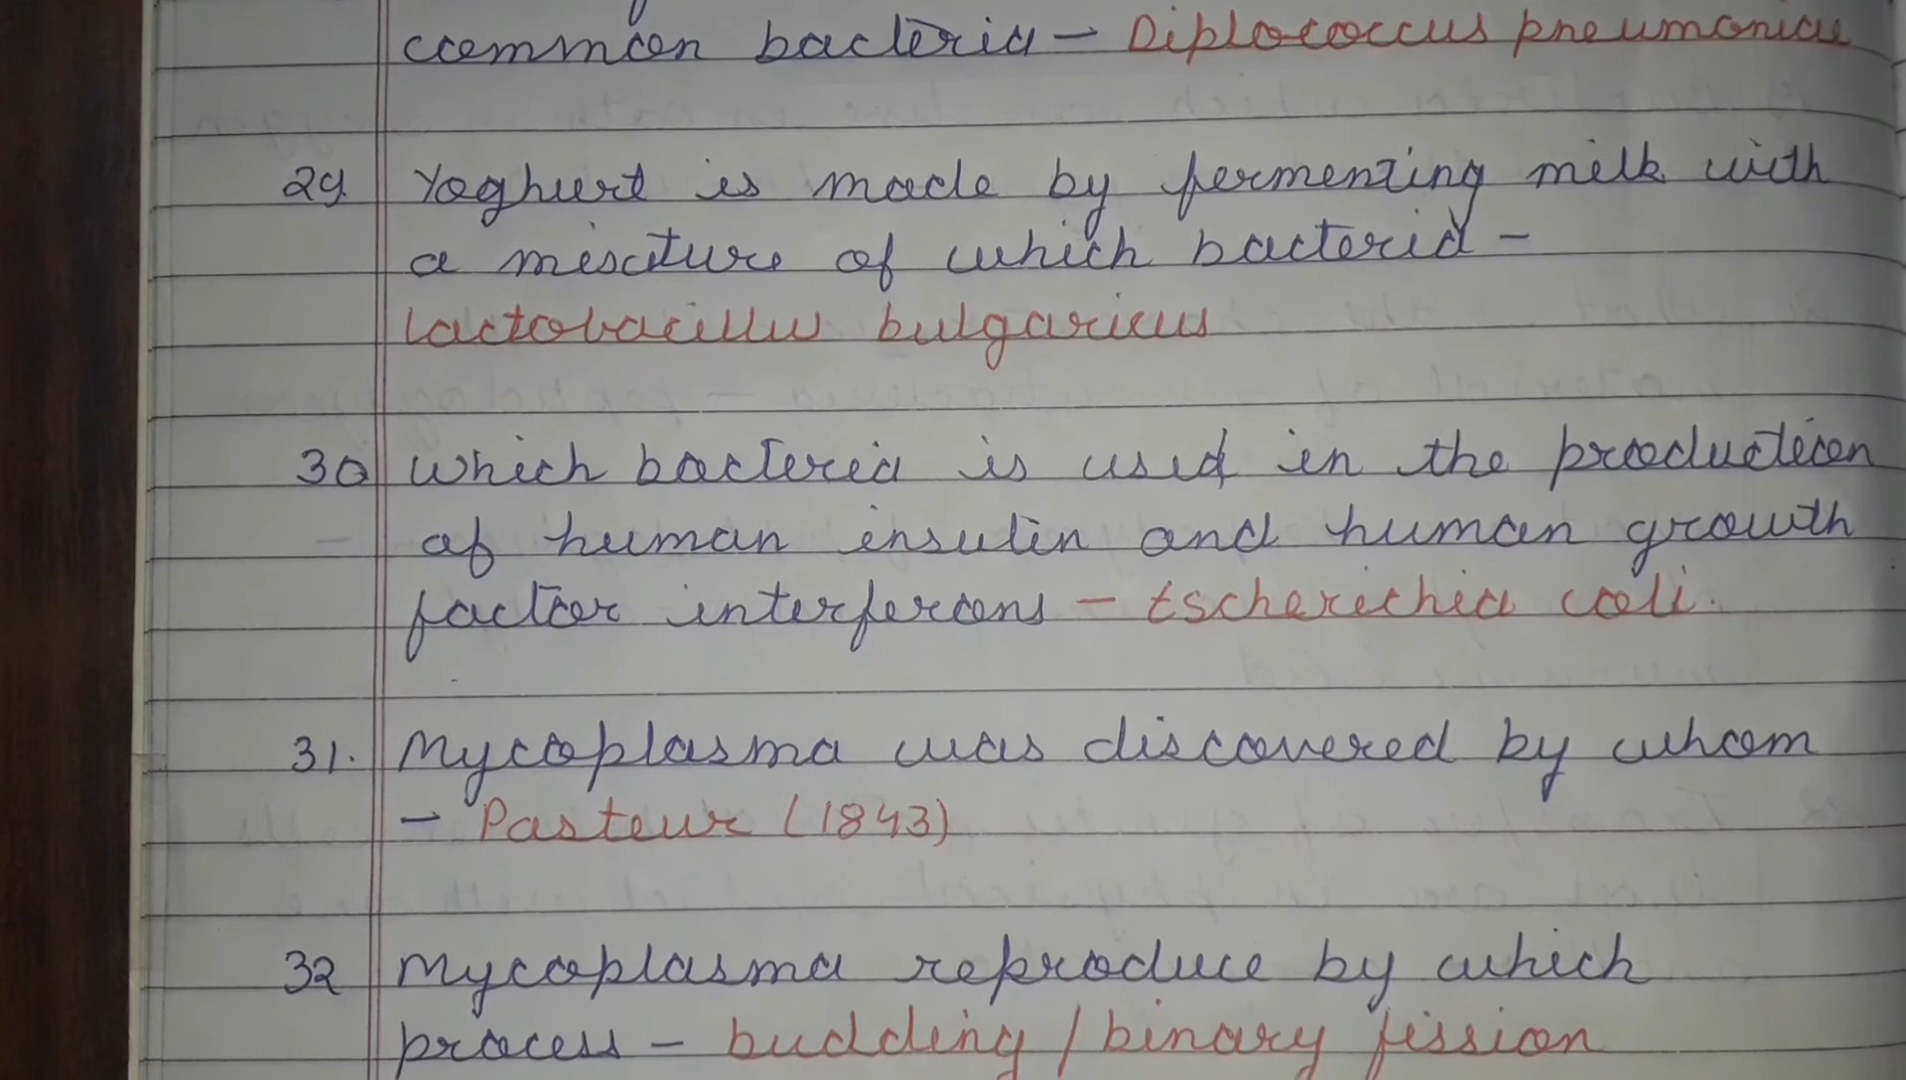 common bacteria - Diplococcus pneumoniae
29. Yoghurt is made by fermenting milk with
a mixture of which bacteria -
Lactobacillus bulgaricus
30 which bacteria is used in the production
of human insulin and human growth
factor interferons - Escherichia coli.
31. Mycoplasma was discovered by whom
- Pasteur (1843)
32 Mycoplasma reproduce by which
process - budding / binary fission